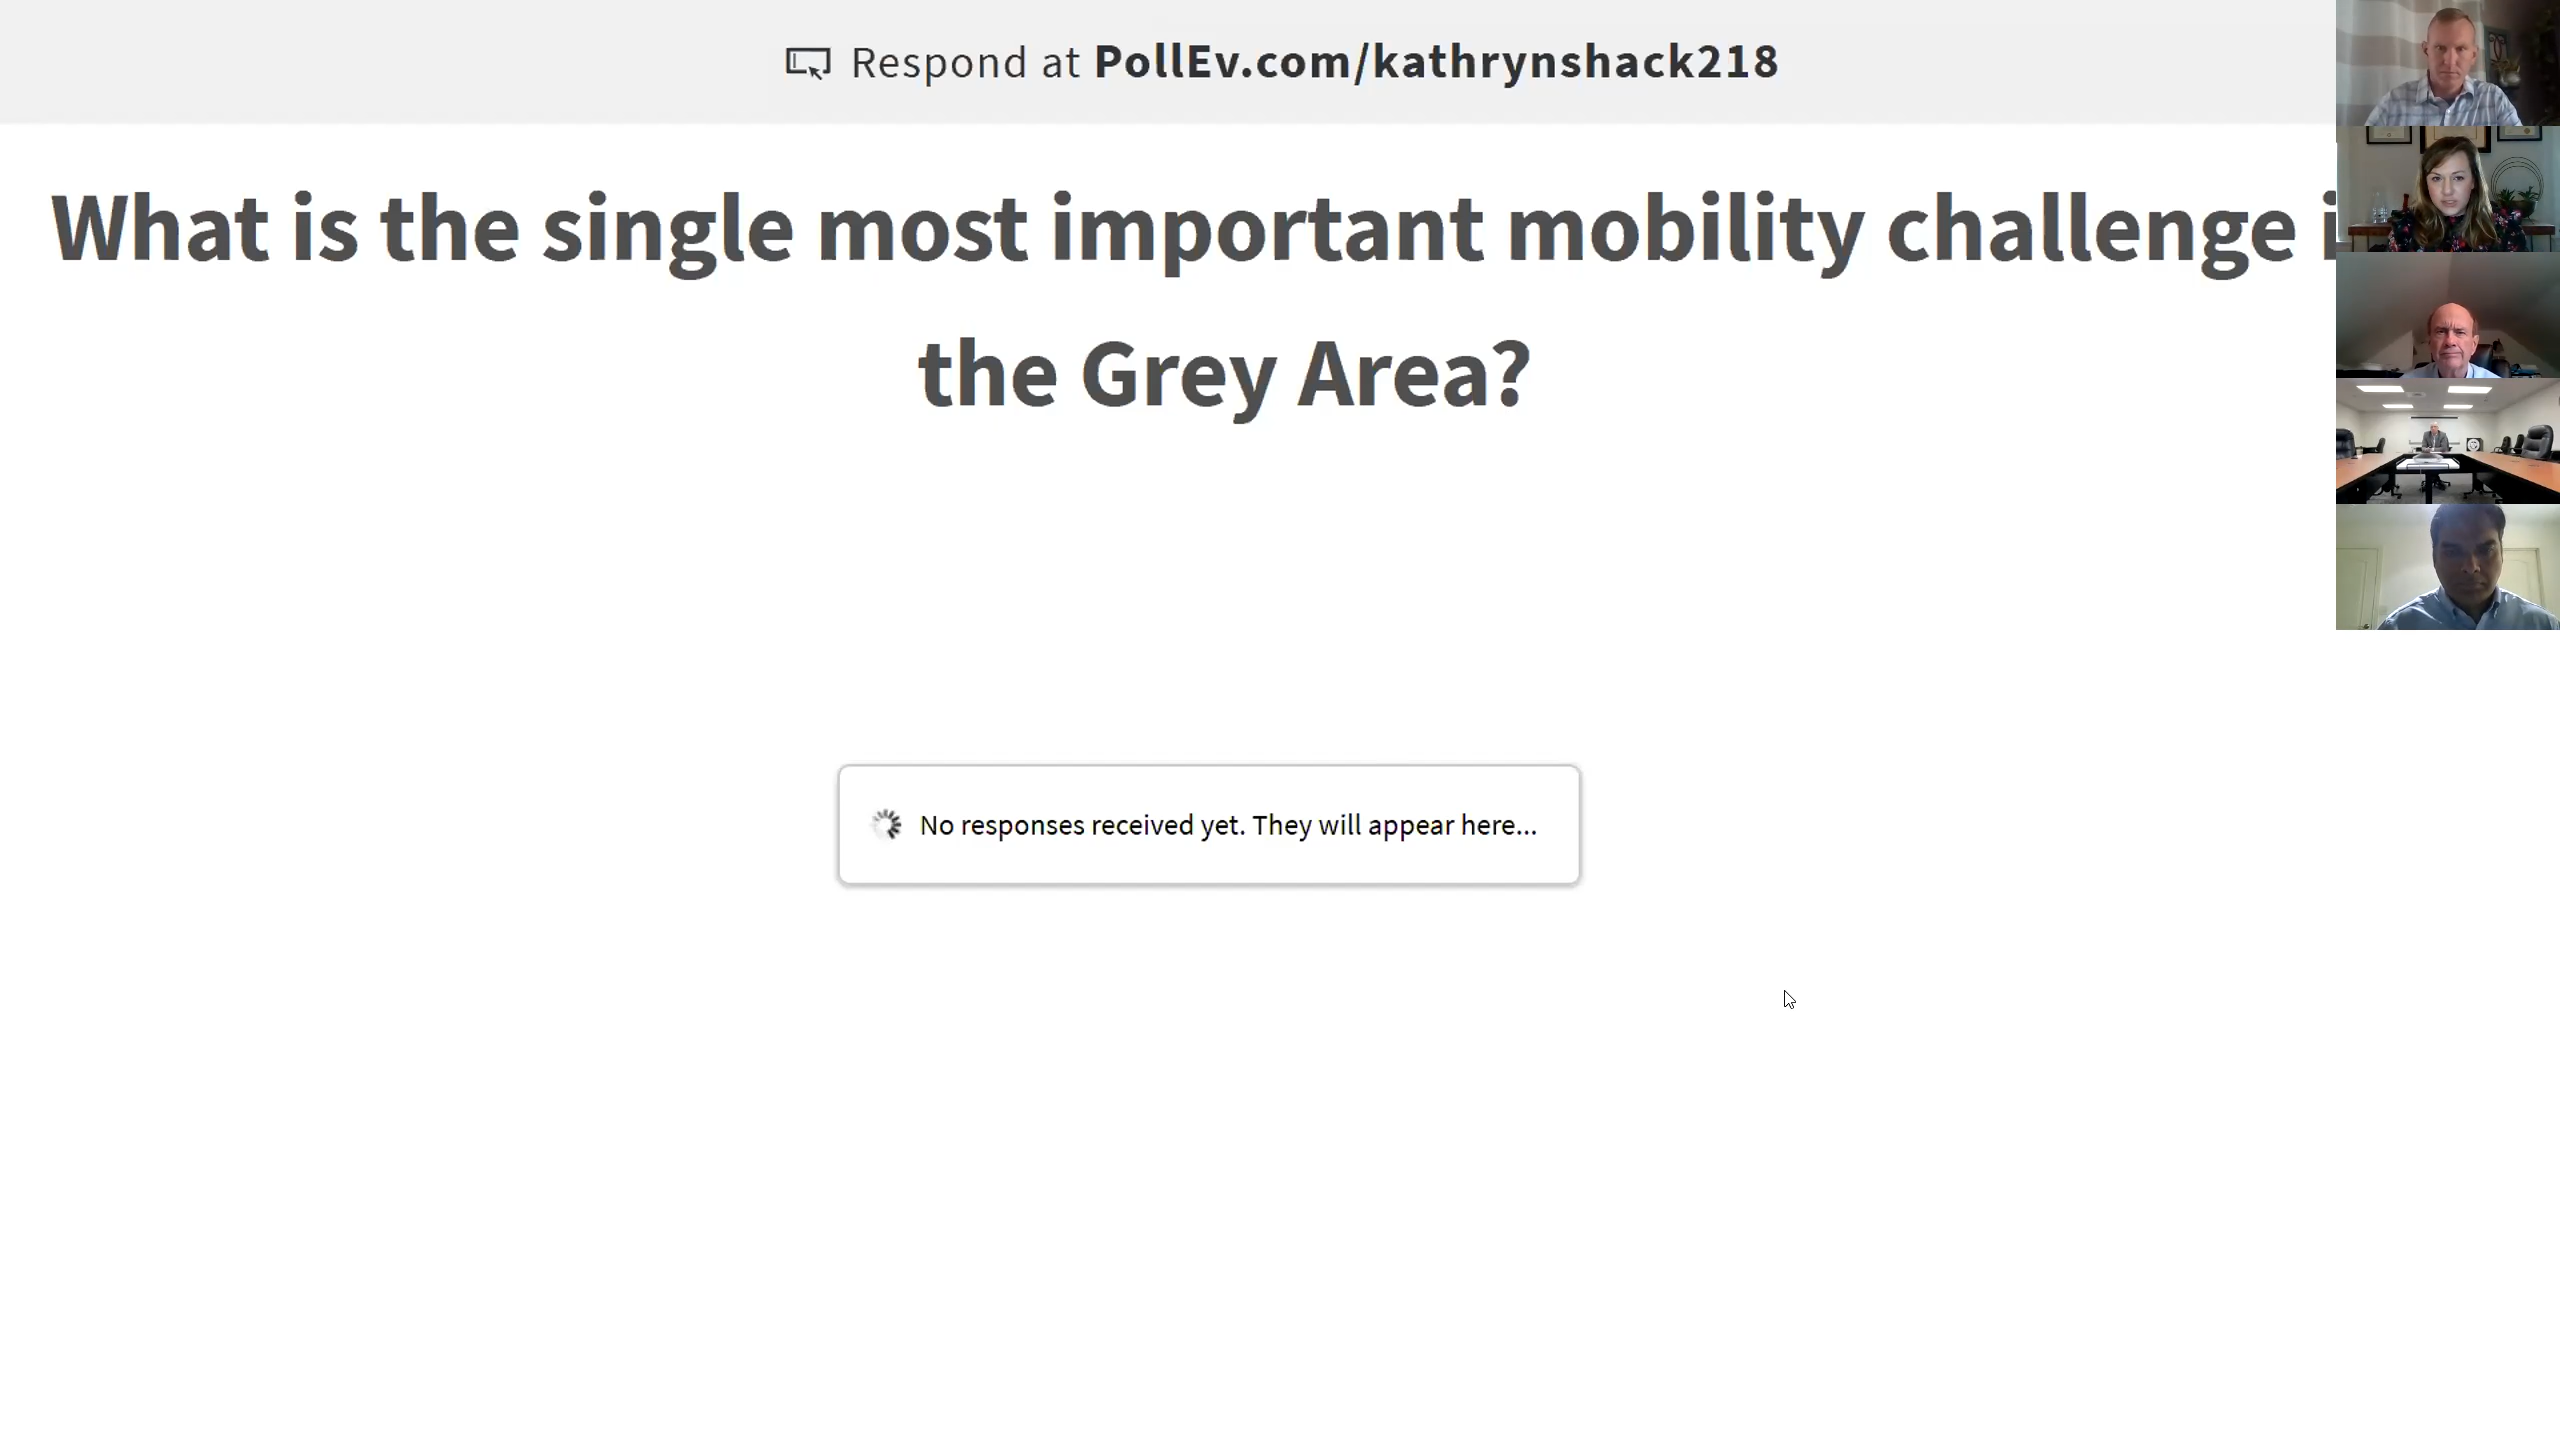 Respond at PollEv.com/kathrynshack218
What is the single most important mobility challenge
the Grey Area?
No responses received yet. They will appear here...